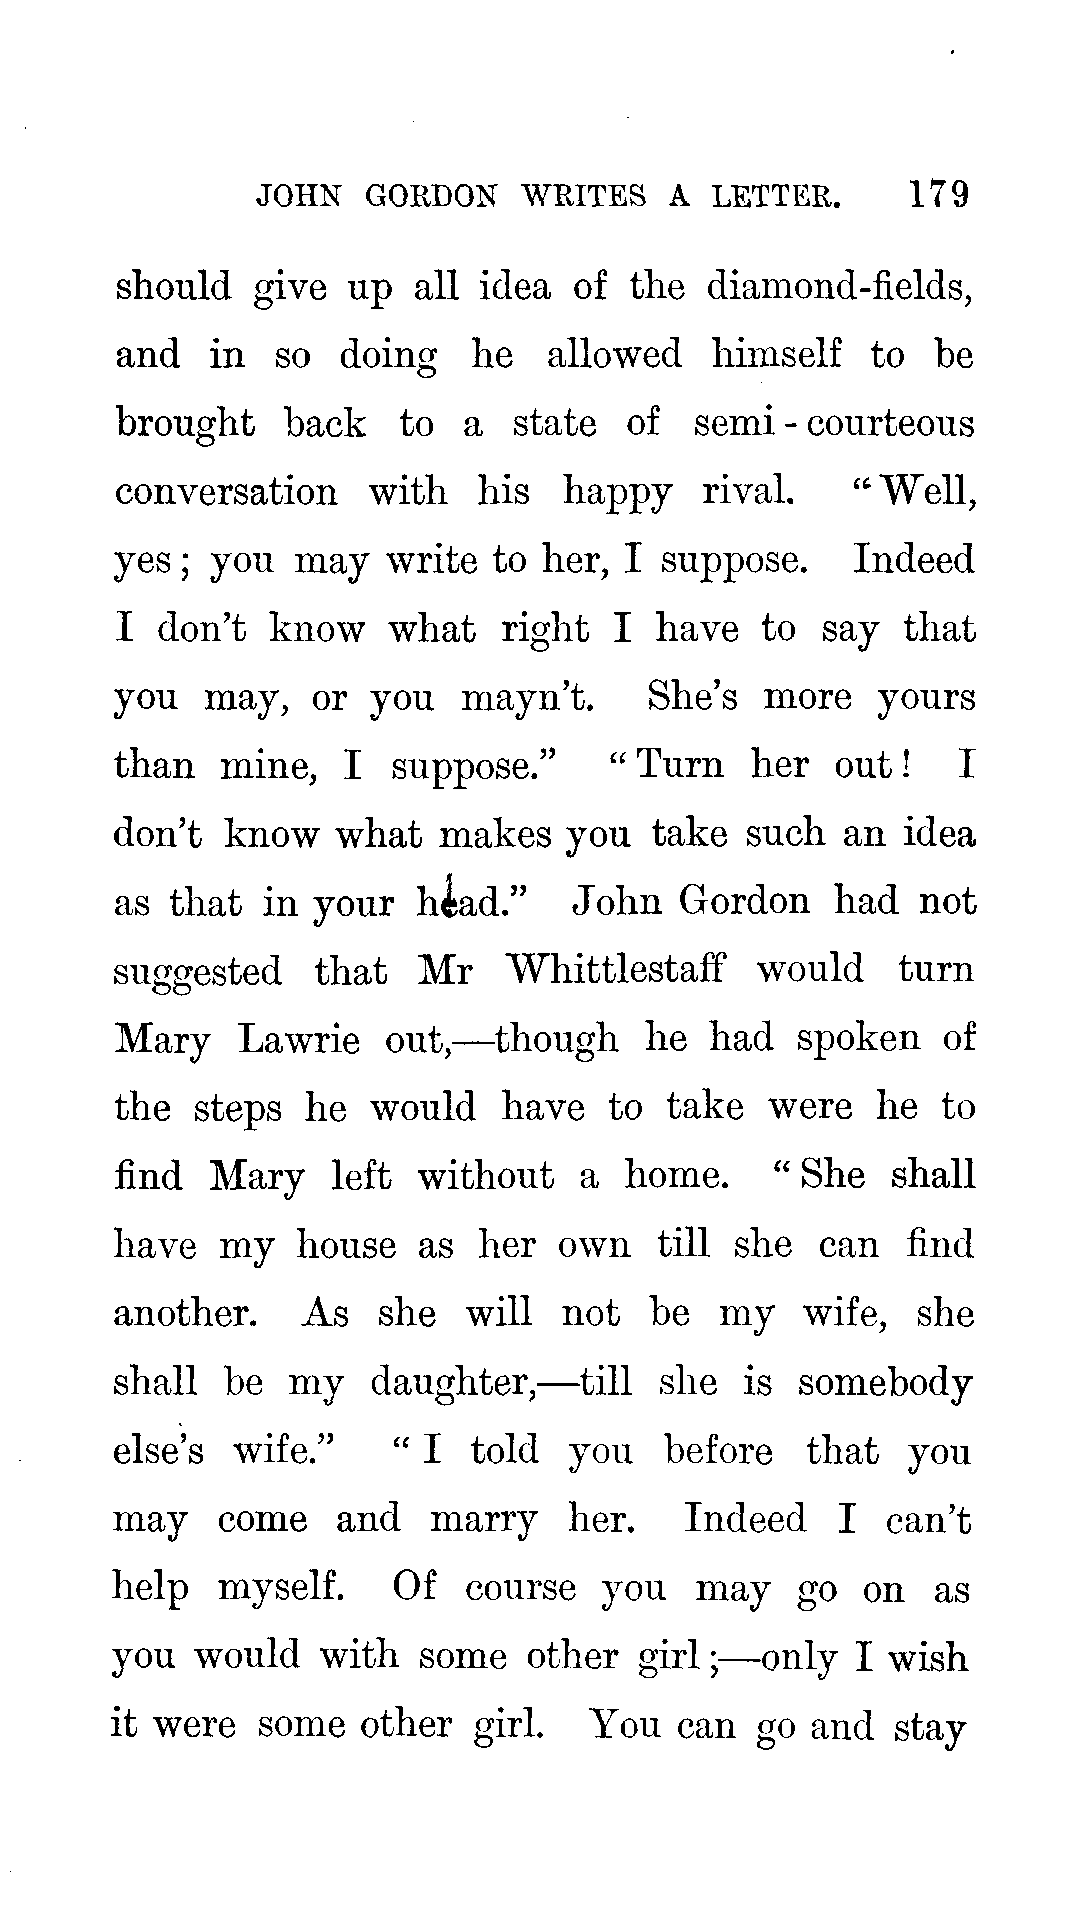 JOHN GORDON WRITES A LETTER. 179
should give up all idea of the diamond-fields,
and in so doing he allowed himself to be
brought back to a state of semi-courteous
conversation with his happy rival. “Well,
yes; you may write to her, I suppose. Indeed
I don’t know what right I have to say that
you may, or you mayn’t. She’s more yours
than mine, I suppose.” “Turn her out! I
don’t know what makes you take such an idea
as that in your head.” John Gordon had not
suggested that Mr Whittlestaff would turn
Mary Lawrie out,—though he had spoken of
the steps he would have to take were he to
find Mary left without a home. “She shall
have my house as her own till she can find
another. As she will not be my wife, she
shall be my daughter,—till she is somebody
else’s wife.” “I told you before that you
may come and marry her. Indeed I can’t
help myself. Of course you may go on as
you would with some other girl;—only I wish
it were some other girl. You can go and stay